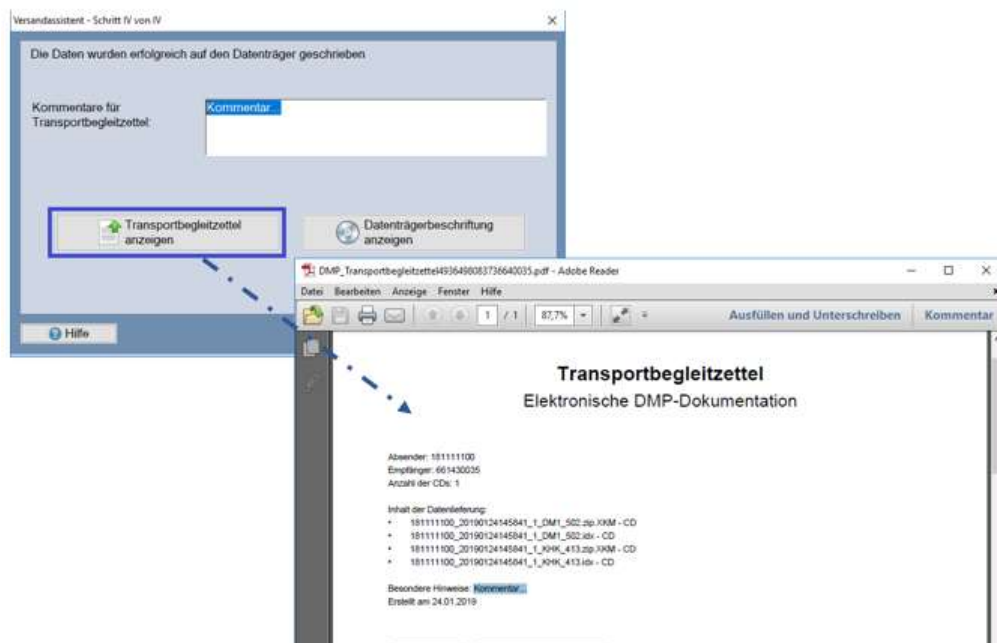 Versandassistent - Schritt IV von IV
Die Daten wurden erfolgreich auf den Datenträger geschrieben
Kommentare für
Transportbegleitzettel:
Kommentar...
Transportbegleitzettel
anzeigen
Datenträgerbeschriftung
anzeigen
Hilfe
DMP_Transportbegleitzettel4936498083736640035.pdf - Adobe Reader
Datei Bearbeiten Anzeige Fenster Hilfe
1 / 1 87,7% Ausfüllen und Unterschreiben Kommentar
Transportbegleitzettel
Elektronische DMP-Dokumentation
Absender: 181111100
Empfänger: 661430035
Anzahl der CDs: 1
Inhalt der Datenlieferung:
• 181111100_20190124145841_1_DM1_502.zip.XKM - CD
• 181111100_20190124145841_1_DM1_502.idx - CD
• 181111100_20190124145841_1_KHK_413.zip.XKM - CD
• 181111100_20190124145841_1_KHK_413.idx - CD
Besondere Hinweise: Kommentar...
Erstellt am 24.01.2019